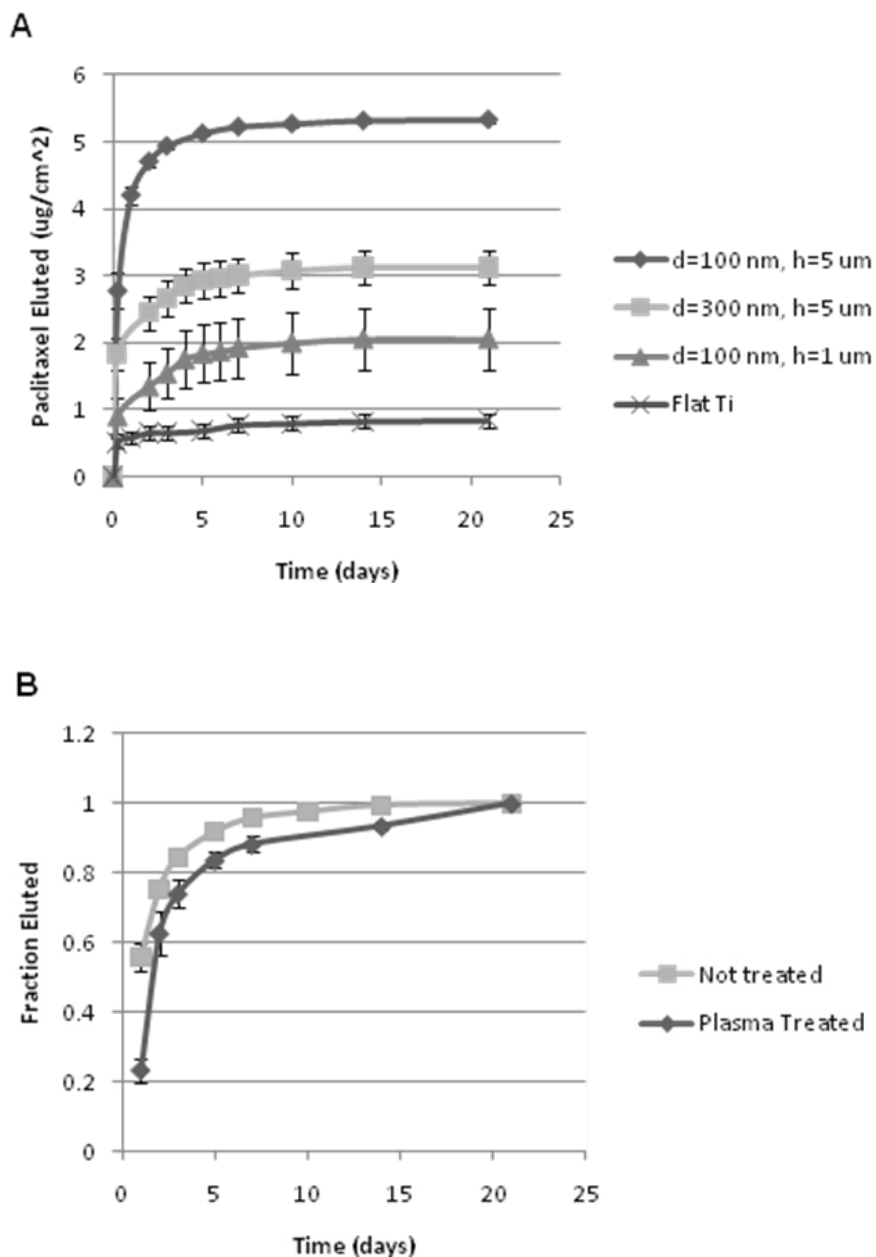 A
6
5
4
3
2
1
0
Paclitaxel Eluted (ug/cm^2)
0 5 10 15 20 25
Time (days)
d=100 nm, h=5 um
d=300 nm, h=5 um
d=100 nm, h=1 um
Flat Ti
B
1.2
1
0.8
0.6
0.4
0.2
0
Fraction Eluted
0 5 10 15 20 25
Time (days)
Not treated
Plasma Treated